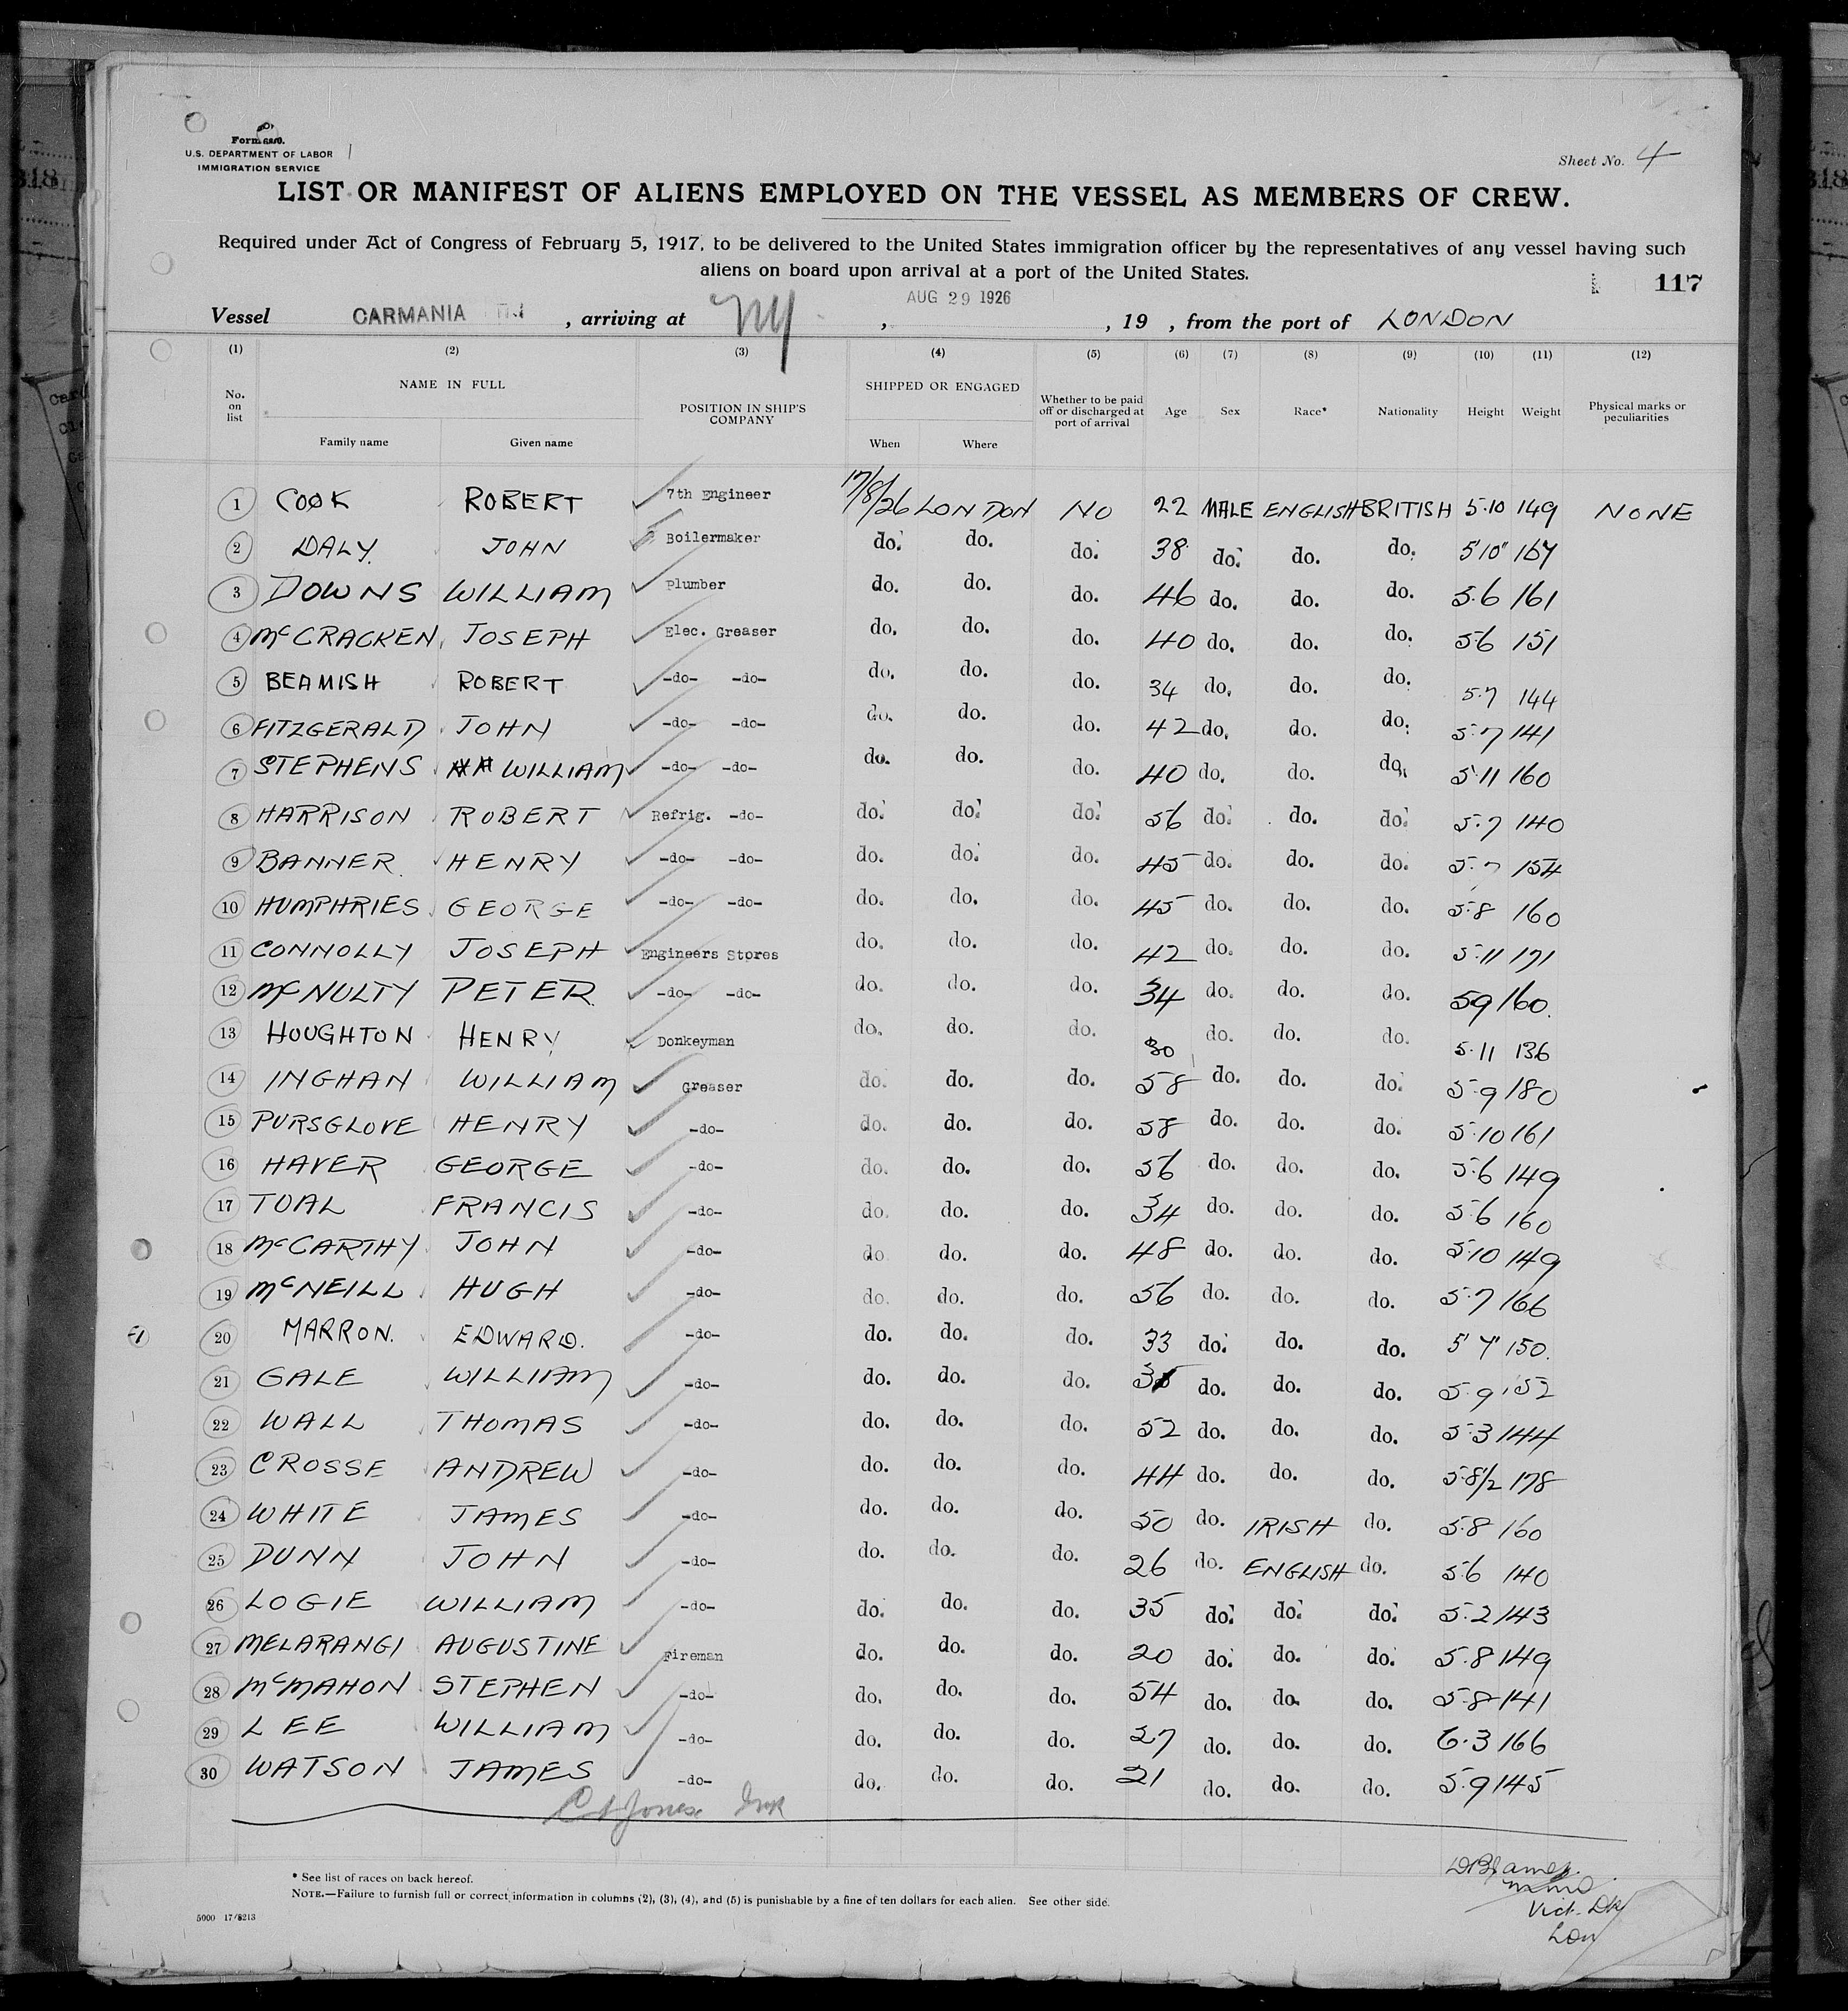 Form 680.
U.S. DEPARTMENT OF LABOR
IMMIGRATION SERVICE
Sheet No. 4
LIST OR MANIFEST OF ALIENS EMPLOYED ON THE VESSEL AS MEMBERS OF CREW.
Required under Act of Congress of February 5, 1917, to be delivered to the United States immigration officer by the representatives of any vessel having such
aliens on board upon arrival at a port of the United States.
117
AUG 29 1926
Vessel CARMANIA , arriving at NY , , 19 , from the port of LONDON
(1) (2) (3) (4) (5) (6) (7) (8) (9) (10) (11) (12)
No. on list NAME IN FULL Family name Given name POSITION IN SHIP'S COMPANY SHIPPED OR ENGAGED When Where Whether to be paid off or discharged at port of arrival Age Sex Race* Nationality Height Weight Physical marks or peculiarities
1 COOK ROBERT 7th Engineer 17/8/26 LONDON NO 22 MALE ENGLISH BRITISH 5.10 149 NONE
2 DALY. JOHN Boilermaker do. do. do. 38 do. do. do. 5'10" 167
3 DOWNS WILLIAM Plumber do. do. do. 46 do. do. do. 5.6 161
4 McCRACKEN JOSEPH Elec. Greaser do. do. do. 40 do. do. do. 5 6 151
5 BEAMISH ROBERT -do- -do- do. do. do. 34 do. do. do. 5.7 144
6 FITZGERALD JOHN -do- -do- do. do. do. 42 do. do. do. 5.7 141
7 STEPHENS WILLIAM -do- -do- do. do. do. 40 do. do. do. 5.11 160
8 HARRISON ROBERT Refrig. -do- do. do. do. 56 do. do. do. 5.7 140
9 BANNER HENRY -do- -do- do. do. do. 45 do. do. do. 5.7 154
10 HUMPHRIES GEORGE -do- -do- do. do. do. 45 do. do. do. 5.8 160
11 CONNOLLY JOSEPH Engineers Stores do. do. do. 42 do. do. do. 5.11 171
12 McNULTY PETER -do- -do- do. do. do. 34 do. do. do. 5 9 160.
13 HOUGHTON HENRY Donkeyman do. do. do. 30 do. do. do. 5.11 136
14 INGHAN WILLIAM Greaser do. do. do. 58 do. do. do. 5.9 180
15 PURSGLOVE HENRY -do- do. do. do. 58 do. do. do. 5.10 161
16 HAVER GEORGE -do- do. do. do. 56 do. do. do. 5.6 149
17 TOAL FRANCIS -do- do. do. do. 34 do. do. do. 5.6 160
18 McCARTHY JOHN -do- do. do. do. 48 do. do. do. 5.10 149
19 McNEILL HUGH -do- do. do. do. 56 do. do. do. 5.7 166
20 MARRON. EDWARD. -do- do. do. do. 33 do. do. do. 5'7" 150.
21 GALE WILLIAM -do- do. do. do. do. do. do. 5.9 152
22 WALL THOMAS -do- do. do. do. 52 do. do. do. 5.3 144
23 CROSSE ANDREW -do- do. do. do. 44 do. do. do. 5.8 1/2 178
24 WHITE JAMES -do- do. do. do. 50 do. IRISH do. 5.8 160
25 DUNN JOHN -do- do. do. do. 26 do. ENGLISH do. 5.6 140
26 LOGIE WILLIAM -do- do. do. do. 35 do. do. do. 5.2 143
27 MELARANGI AUGUSTINE Fireman do. do. do. 20 do. do. do. 5.8 149
28 McMAHON STEPHEN -do- do. do. do. 54 do. do. do. 5.8 141
29 LEE WILLIAM -do- do. do. do. 27 do. do. do. 6.3 166
30 WATSON JAMES -do- do. do. do. 21 do. do. do. 5.9 145
Jones
* See list of races on back hereof.
NOTE.—Failure to furnish full or correct information in columns (2), (3), (4), and (5) is punishable by a fine of ten dollars for each alien. See other side.
5000 17/8213
Vict. Dk
Lon